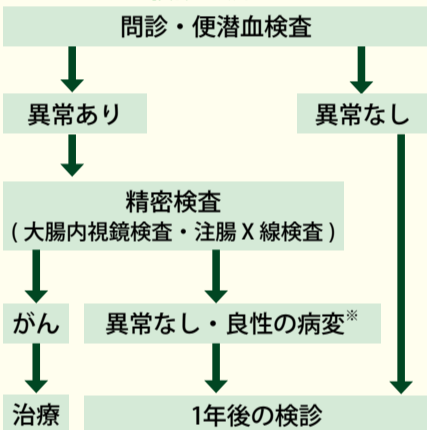 問診・便潜血検査
異常あり
異常なし
精密検査
( 大腸内視鏡検査・注腸 X 線検査 )
がん
異常なし・良性の病変※
治療
1年後の検診